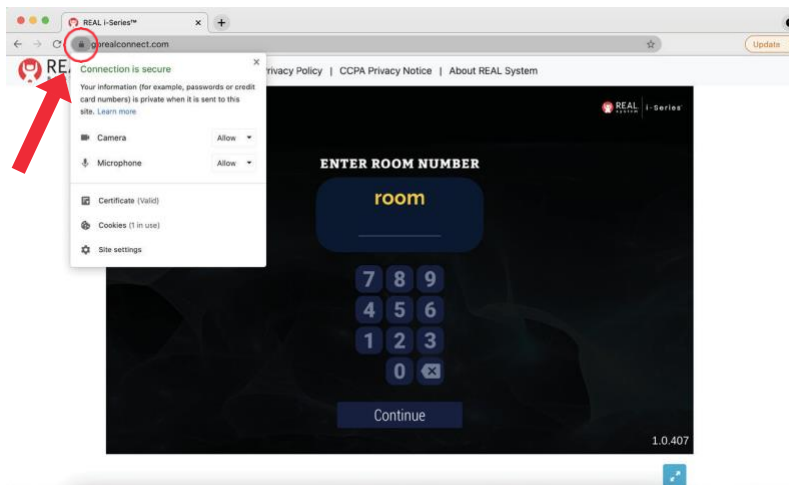 REAL i-Series™
gorealconnect.com
Update
Privacy Policy | CCPA Privacy Notice | About REAL System
Connection is secure
Your information (for example, passwords or credit
card numbers) is private when it is sent to this
site. Learn more
Camera Allow
Microphone Allow
Certificate (Valid)
Cookies (1 in use)
Site settings
REAL system i-Series
ENTER ROOM NUMBER
room
7 8 9
4 5 6
1 2 3
0
Continue
1.0.407